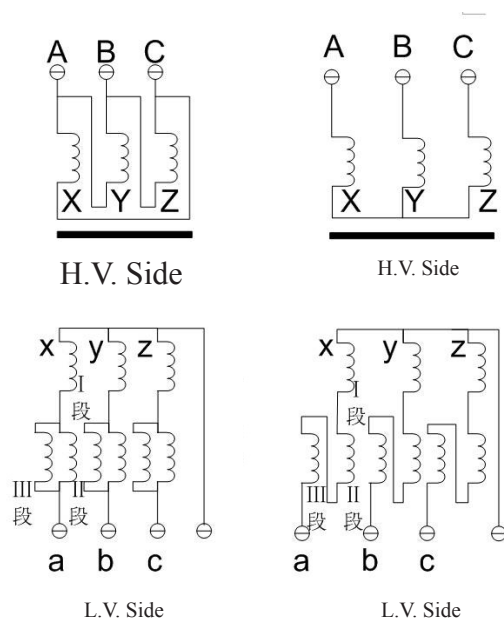 A B C
X Y Z
H.V. Side
A B C
X Y Z
H.V. Side
x y z
I
段
III
段
II
段
a b c
L.V. Side
x y z
I
段
III
段
II
段
a b c
L.V. Side